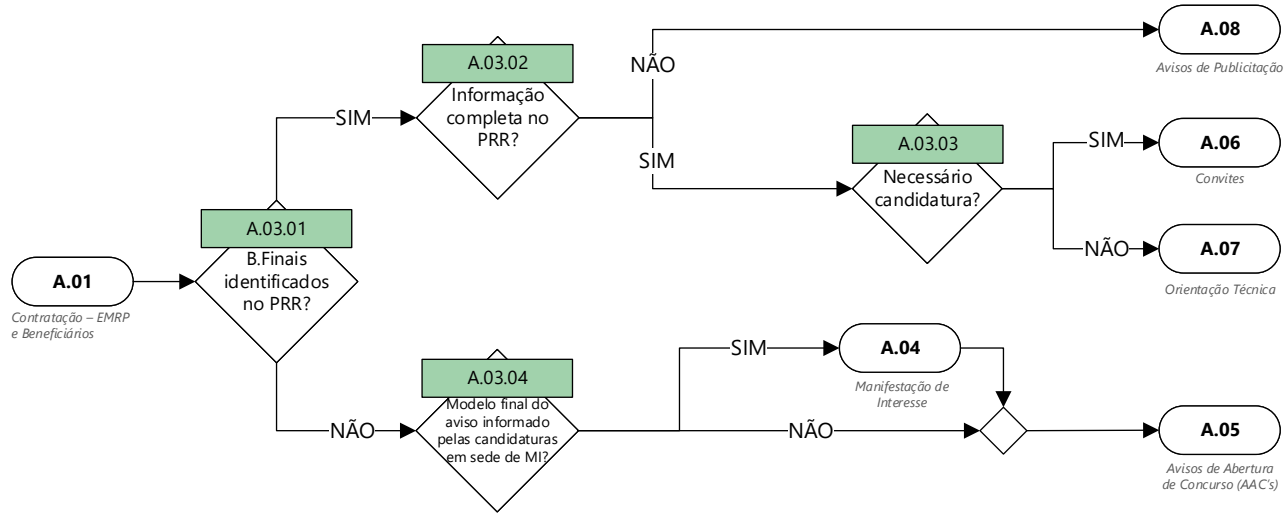 A.01
Contratação – EMRP
e Beneficiários
A.03.01
B.Finais
identificados
no PRR?
SIM
A.03.02
Informação
completa no
PRR?
NÃO
A.08
Avisos de Publicitação
SIM
A.03.03
Necessário
candidatura?
SIM
A.06
Convites
NÃO
A.07
Orientação Técnica
NÃO
A.03.04
Modelo final do
aviso informado
pelas candidaturas
em sede de MI?
SIM
A.04
Manifestação de
Interesse
NÃO
A.05
Avisos de Abertura
de Concurso (AAC's)